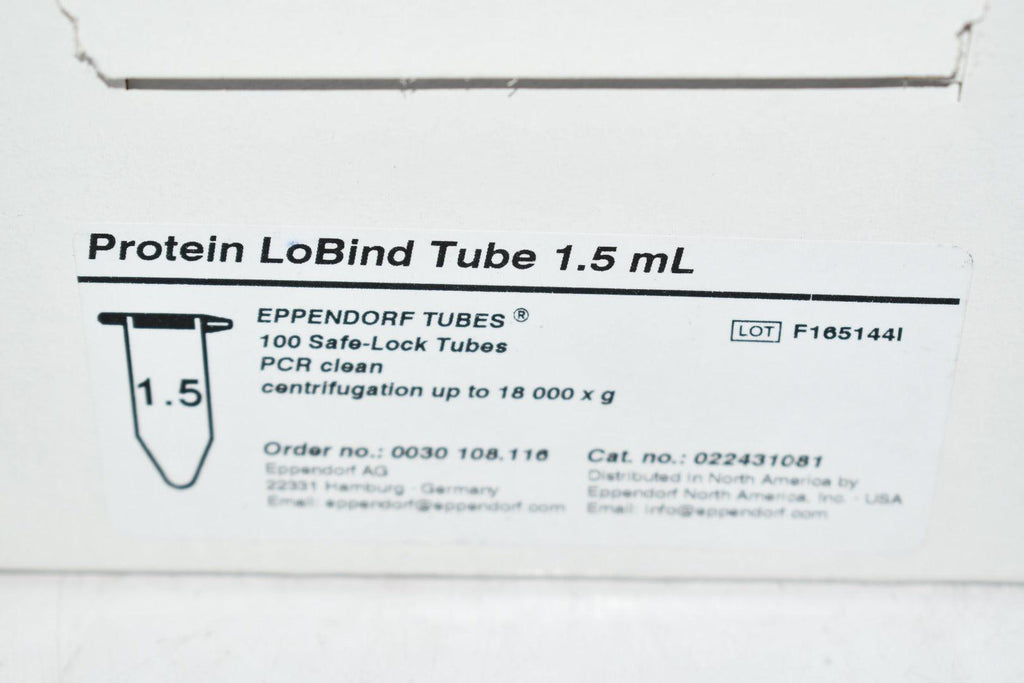 Protein LoBind Tube 1.5 mL
1.5
EPPENDORF TUBES®
100 Safe-Lock Tubes
PCR clean
centrifugation up to 18 000 x g
LOT F165144I
Order no.: 0030 108.116
Eppendorf AG
22331 Hamburg · Germany
Email: eppendorf@eppendorf.com
Cat. no.: 022431081
Distributed in North America by
Eppendorf North America, Inc. · USA
Email: info@eppendorf.com